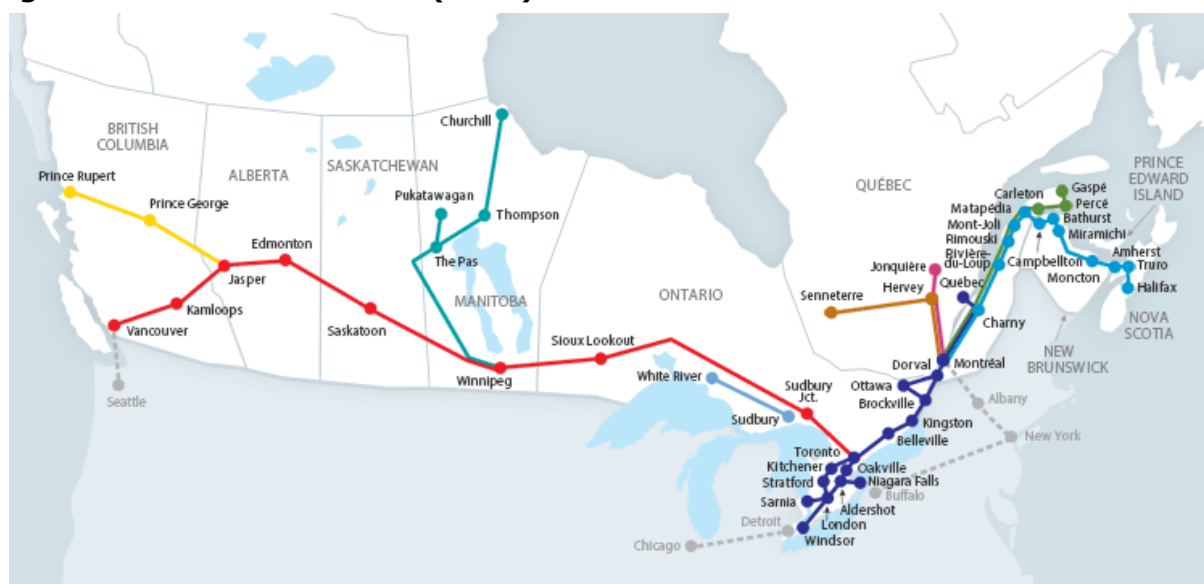 Churchill
BRITISH
COLUMBIA
SASKATCHEWAN
ALBERTA
Prince Rupert
Pukatawagan
Prince George
Thompson
Edmonton
The Pas
Jasper
MANITOBA
Kamloops
Vancouver
Saskatoon
ONTARIO
Sioux Lookout
Winnipeg
White River
Sudbury
Jct.
Sudbury
Seattle
QUÉBEC
PRINCE
EDWARD
ISLAND
Carleton
Gaspé
Matapédia
Percé
Mont-Joli
Bathurst
Rimouski
Miramichi
Rivière-
du-Loup
Campbellton
Amherst
Moncton
Truro
Halifax
Jonquière
Hervey
Québec
Senneterre
Charny
NOVA
SCOTIA
NEW
BRUNSWICK
Dorval
Montréal
Ottawa
Brockville
Albany
Kingston
Belleville
New York
Toronto
Kitchener
Oakville
Stratford
Niagara Falls
Buffalo
Sarnia
Aldershot
London
Detroit
Windsor
Chicago